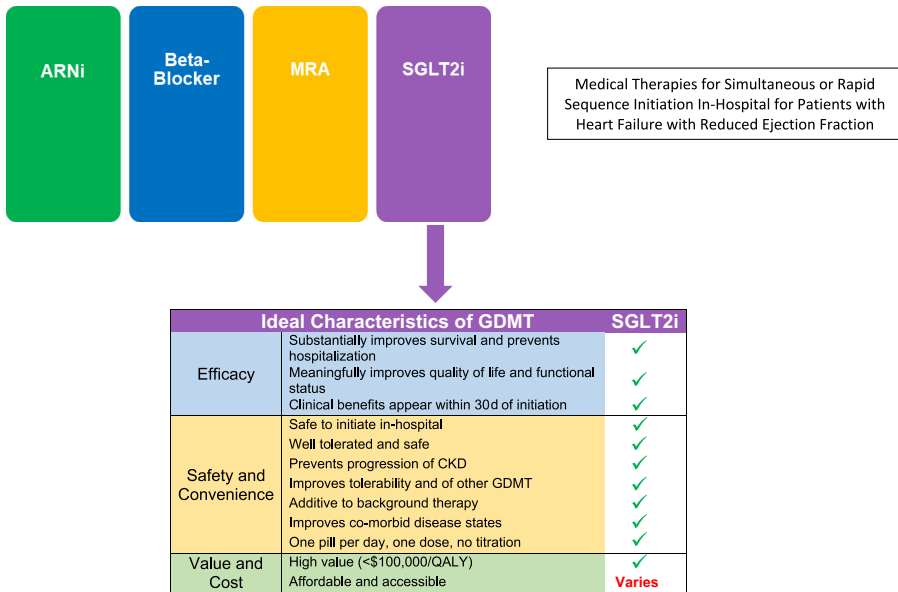 ARNi
Beta-
Blocker
MRA
SGLT2i
Medical Therapies for Simultaneous or Rapid
Sequence Initiation In-Hospital for Patients with
Heart Failure with Reduced Ejection Fraction
Ideal Characteristics of GDMT SGLT2i
Efficacy
Substantially improves survival and prevents
hospitalization
✓
Meaningfully improves quality of life and functional
status
✓
Clinical benefits appear within 30d of initiation ✓
Safety and
Convenience
Safe to initiate in-hospital ✓
Well tolerated and safe ✓
Prevents progression of CKD ✓
Improves tolerability and of other GDMT ✓
Additive to background therapy ✓
Improves co-morbid disease states ✓
One pill per day, one dose, no titration ✓
Value and
Cost
High value (<$100,000/QALY) ✓
Affordable and accessible Varies